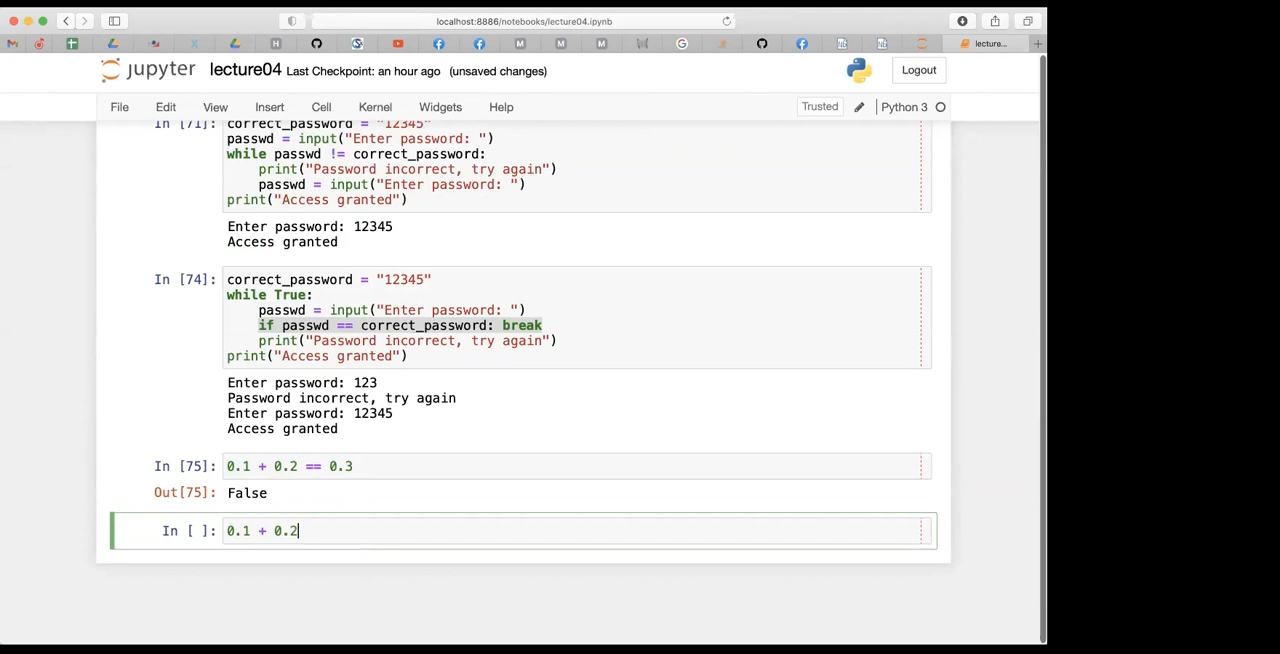 localhost:8886/notebooks/lecture04.ipynb
lecture...
jupyter lecture04 Last Checkpoint: an hour ago (unsaved changes)
Logout
File Edit View Insert Cell Kernel Widgets Help Trusted Python 3
In [71]: correct_password = "12345"
passwd = input("Enter password: ")
while passwd != correct_password:
    print("Password incorrect, try again")
    passwd = input("Enter password: ")
print("Access granted")
Enter password: 12345
Access granted
In [74]: correct_password = "12345"
while True:
    passwd = input("Enter password: ")
    if passwd == correct_password: break
    print("Password incorrect, try again")
print("Access granted")
Enter password: 123
Password incorrect, try again
Enter password: 12345
Access granted
In [75]: 0.1 + 0.2 == 0.3
Out[75]: False
In [ ]: 0.1 + 0.2